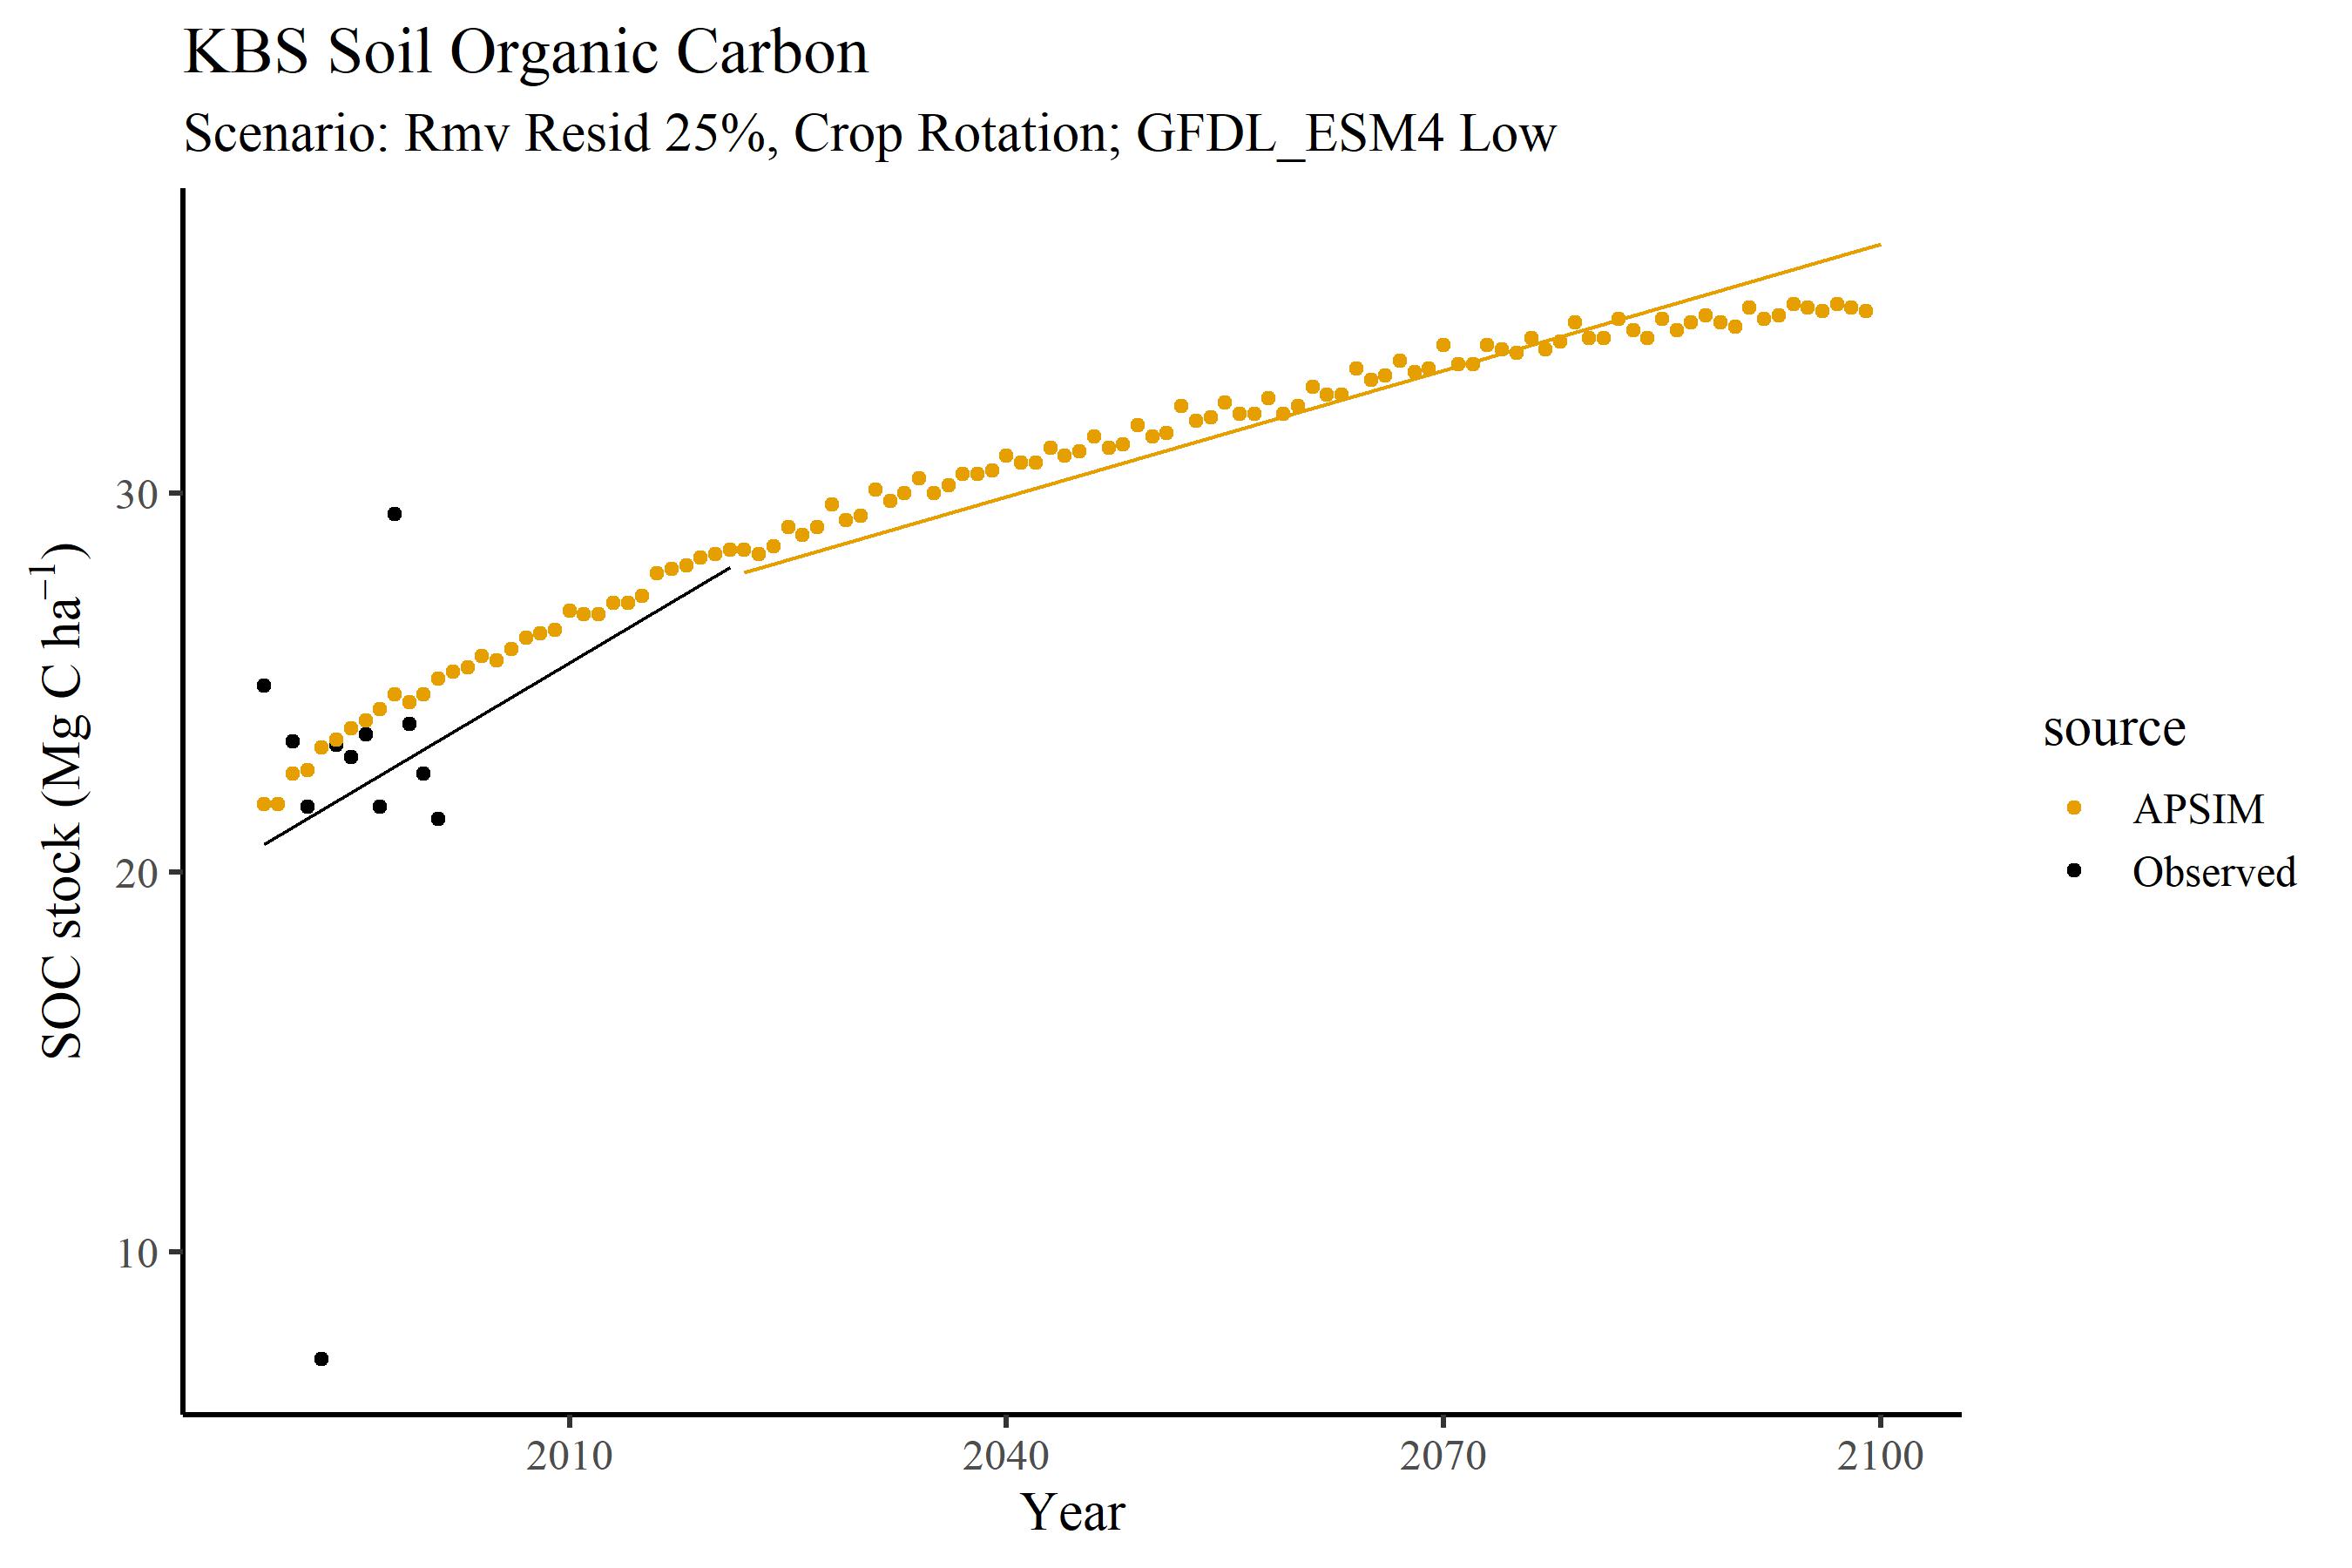 KBS Soil Organic Carbon
Scenario: Rmv Resid 25%, Crop Rotation; GFDL_ESM4 Low
SOC stock (Mg C ha⁻¹)
30
20
10
2010 2040 2070 2100
Year
source
APSIM
Observed